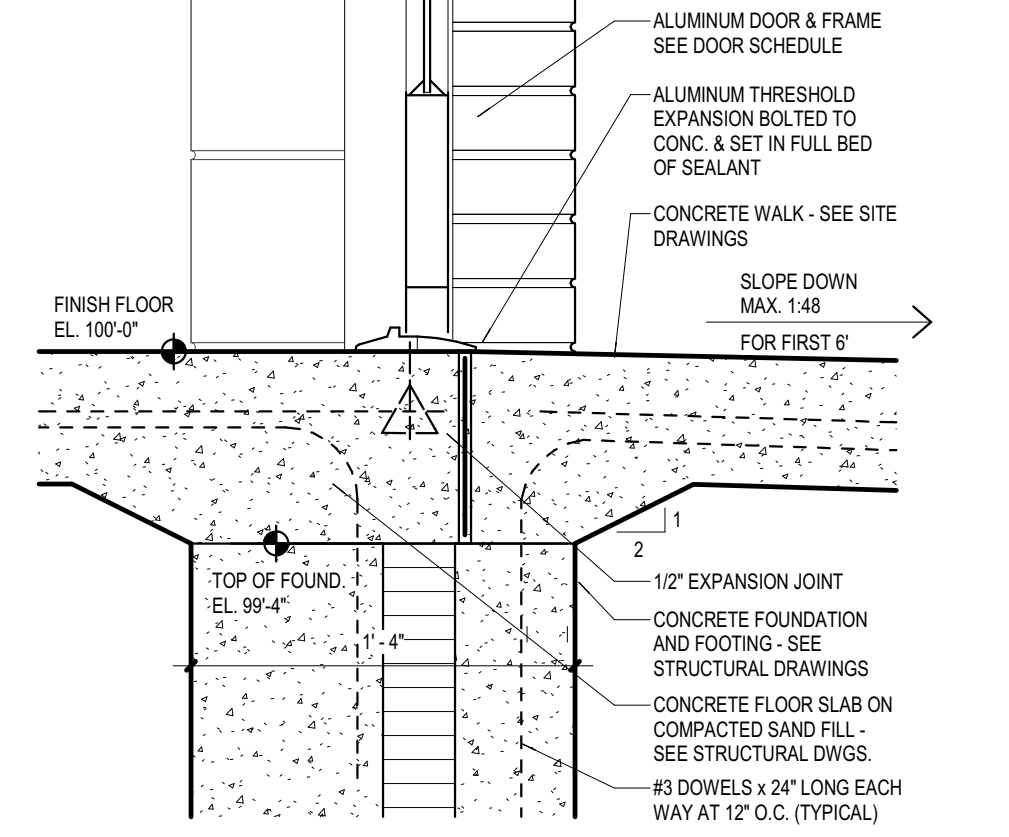 ALUMINUM DOOR & FRAME
SEE DOOR SCHEDULE
ALUMINUM THRESHOLD
EXPANSION BOLTED TO
CONC. & SET IN FULL BED
OF SEALANT
CONCRETE WALK - SEE SITE
DRAWINGS
SLOPE DOWN
MAX. 1:48
FOR FIRST 6'
FINISH FLOOR
EL. 100'-0"
1
2
TOP OF FOUND.
EL. 99'-4"
1' - 4"
1/2" EXPANSION JOINT
CONCRETE FOUNDATION
AND FOOTING - SEE
STRUCTURAL DRAWINGS
CONCRETE FLOOR SLAB ON
COMPACTED SAND FILL -
SEE STRUCTURAL DWGS.
#3 DOWELS x 24" LONG EACH
WAY AT 12" O.C. (TYPICAL)